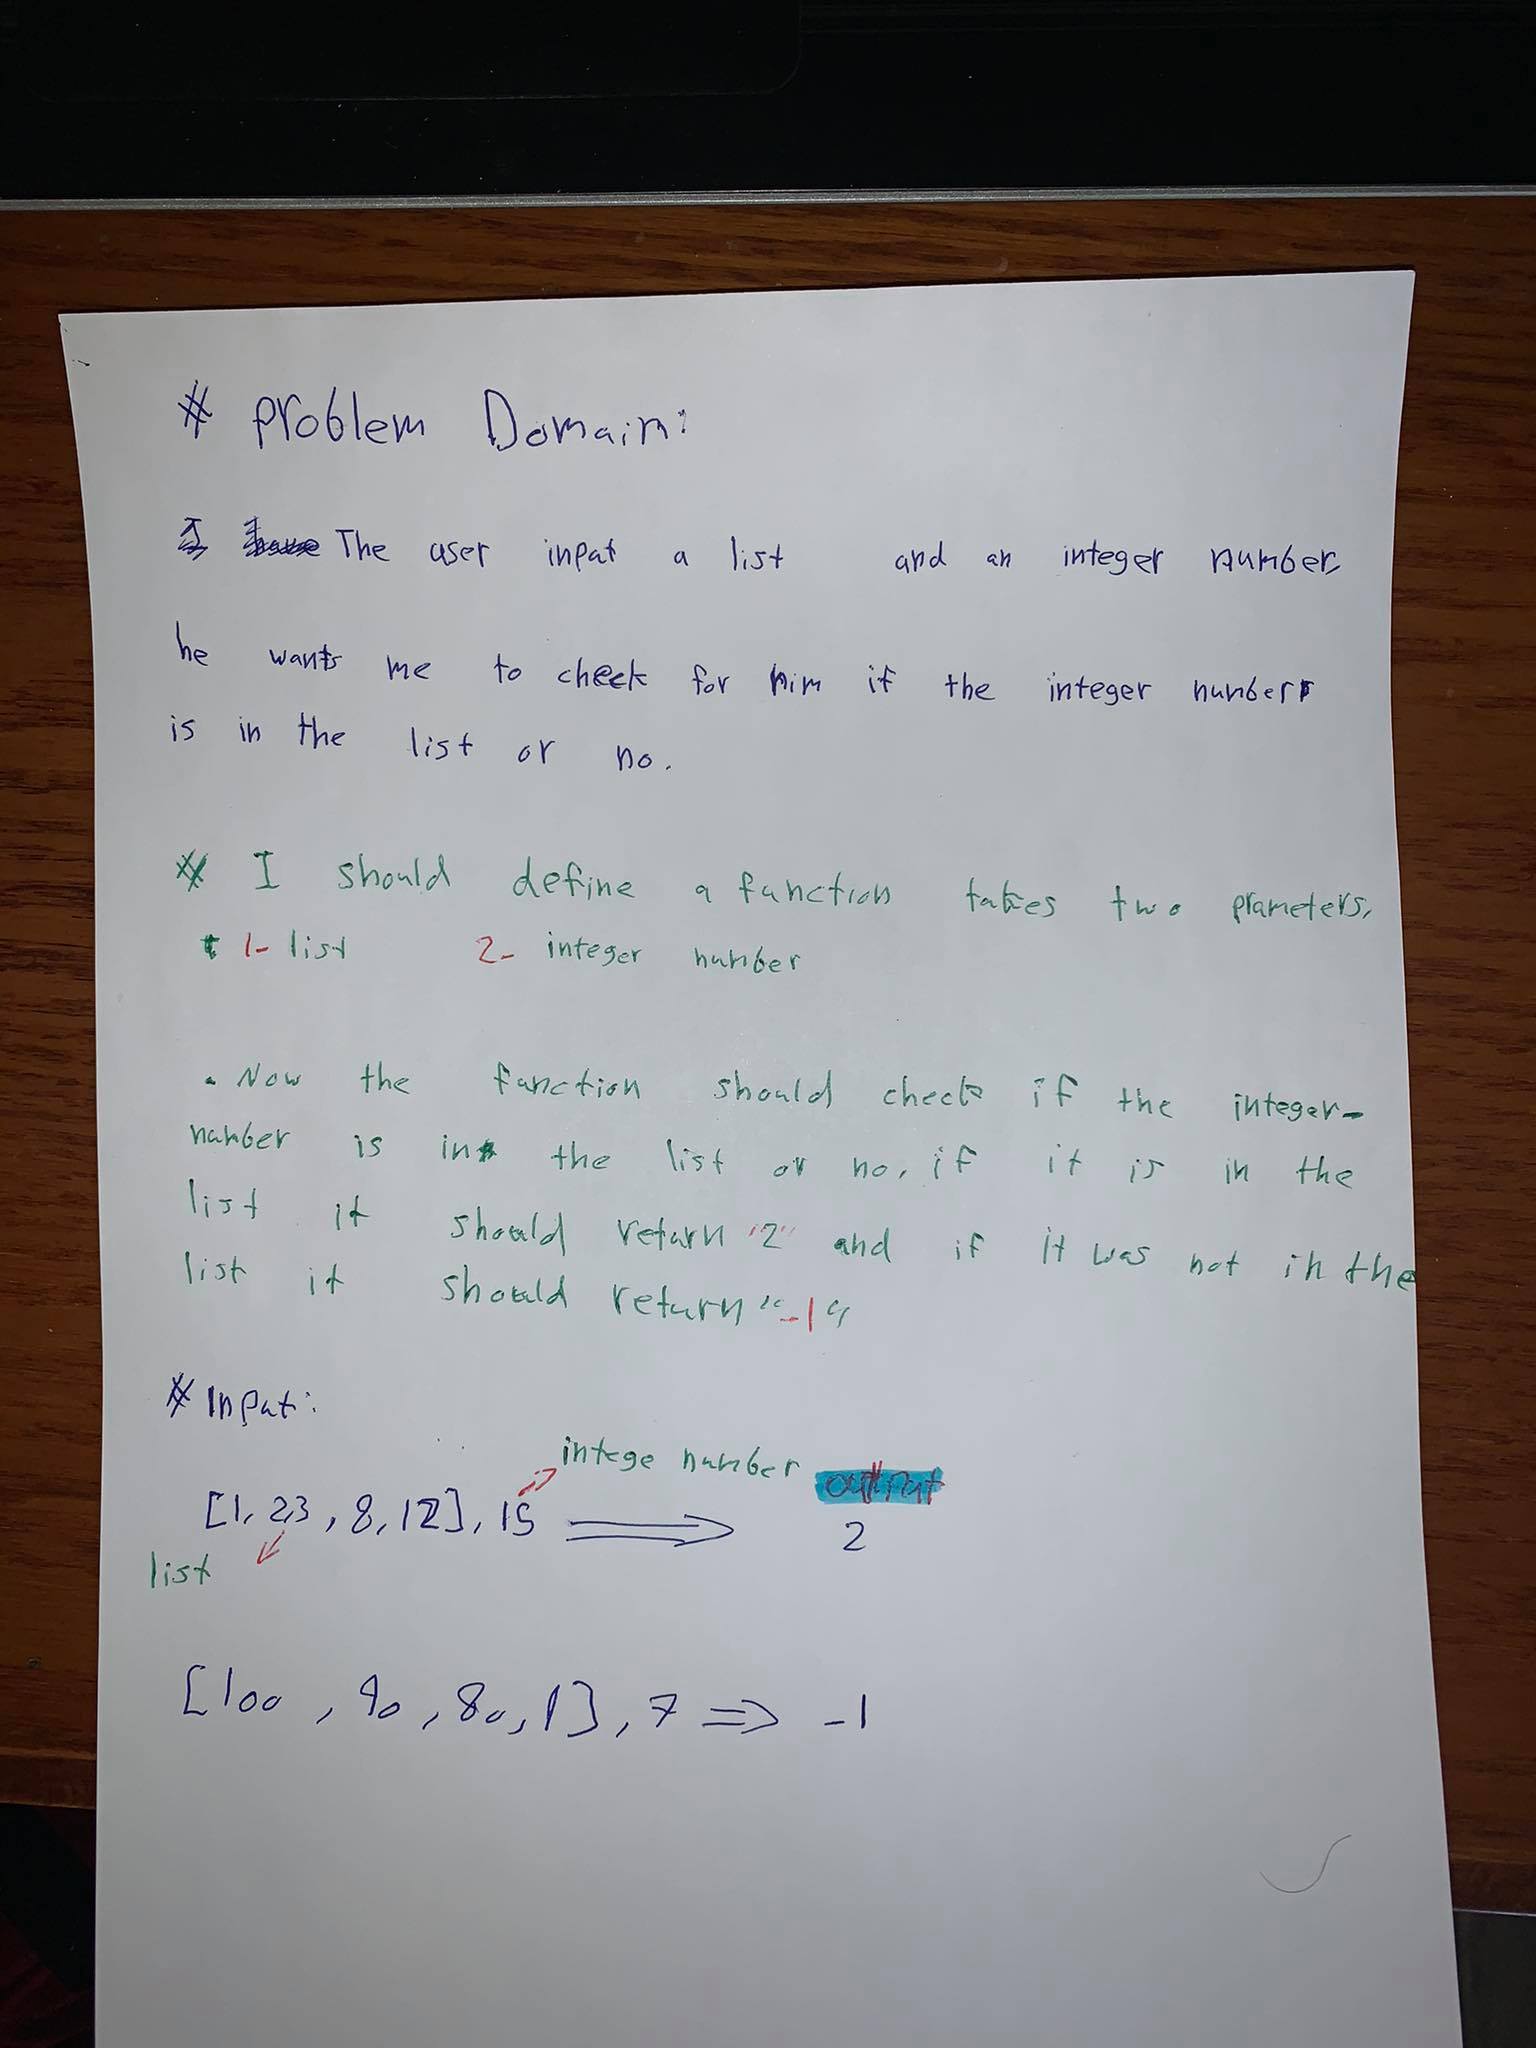 # Problem Domain:
The user input a list and an integer number,
he wants me to check for him if the integer number
is in the list or no.
# I should define a function takes two prameters,
1- list 2- integer number
. Now the function should check if the integer-
number is in the list or no, if it is in the
list it should return "2" and if it was not in the
list it should return "-1"
# Input:
intege number output
[1, 23, 8, 12], 15 ⟹ 2
list
[100, 90, 80, 1], 7 ⟹ -1